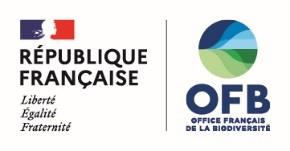 RÉPUBLIQUE
FRANÇAISE
Liberté
Égalité
Fraternité
OFB
OFFICE FRANÇAIS
DE LA BIODIVERSITÉ